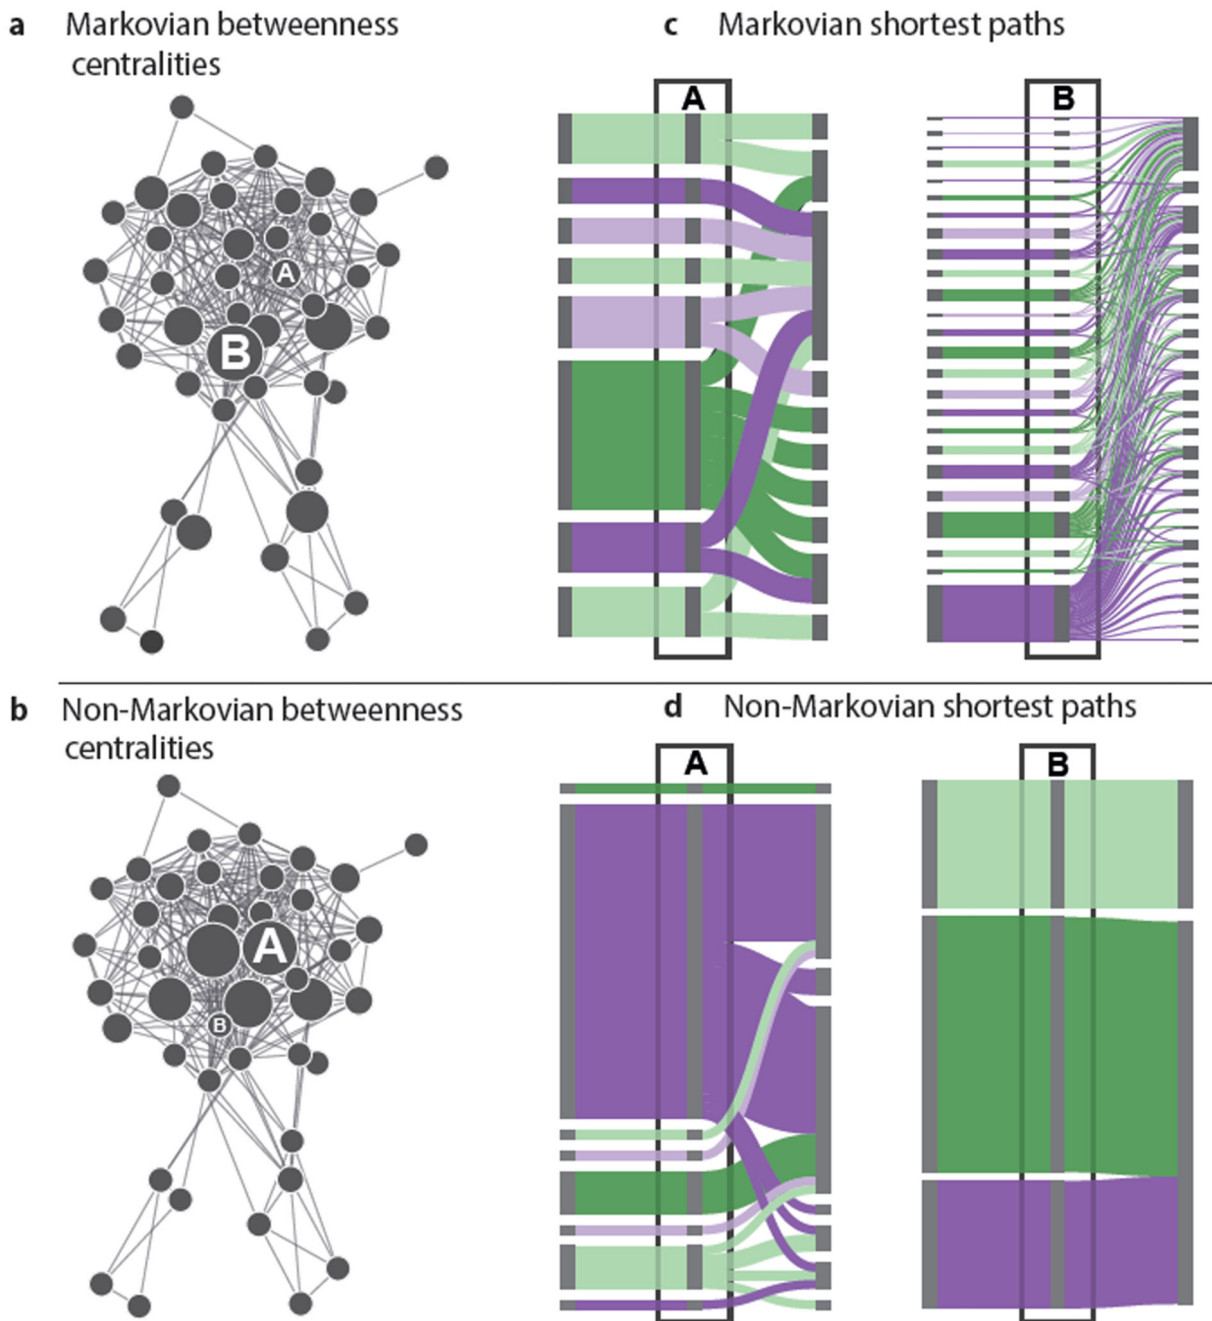 a Markovian betweenness
centralities
A
B
c Markovian shortest paths
A
B
b Non-Markovian betweenness
centralities
A
B
d Non-Markovian shortest paths
A
B